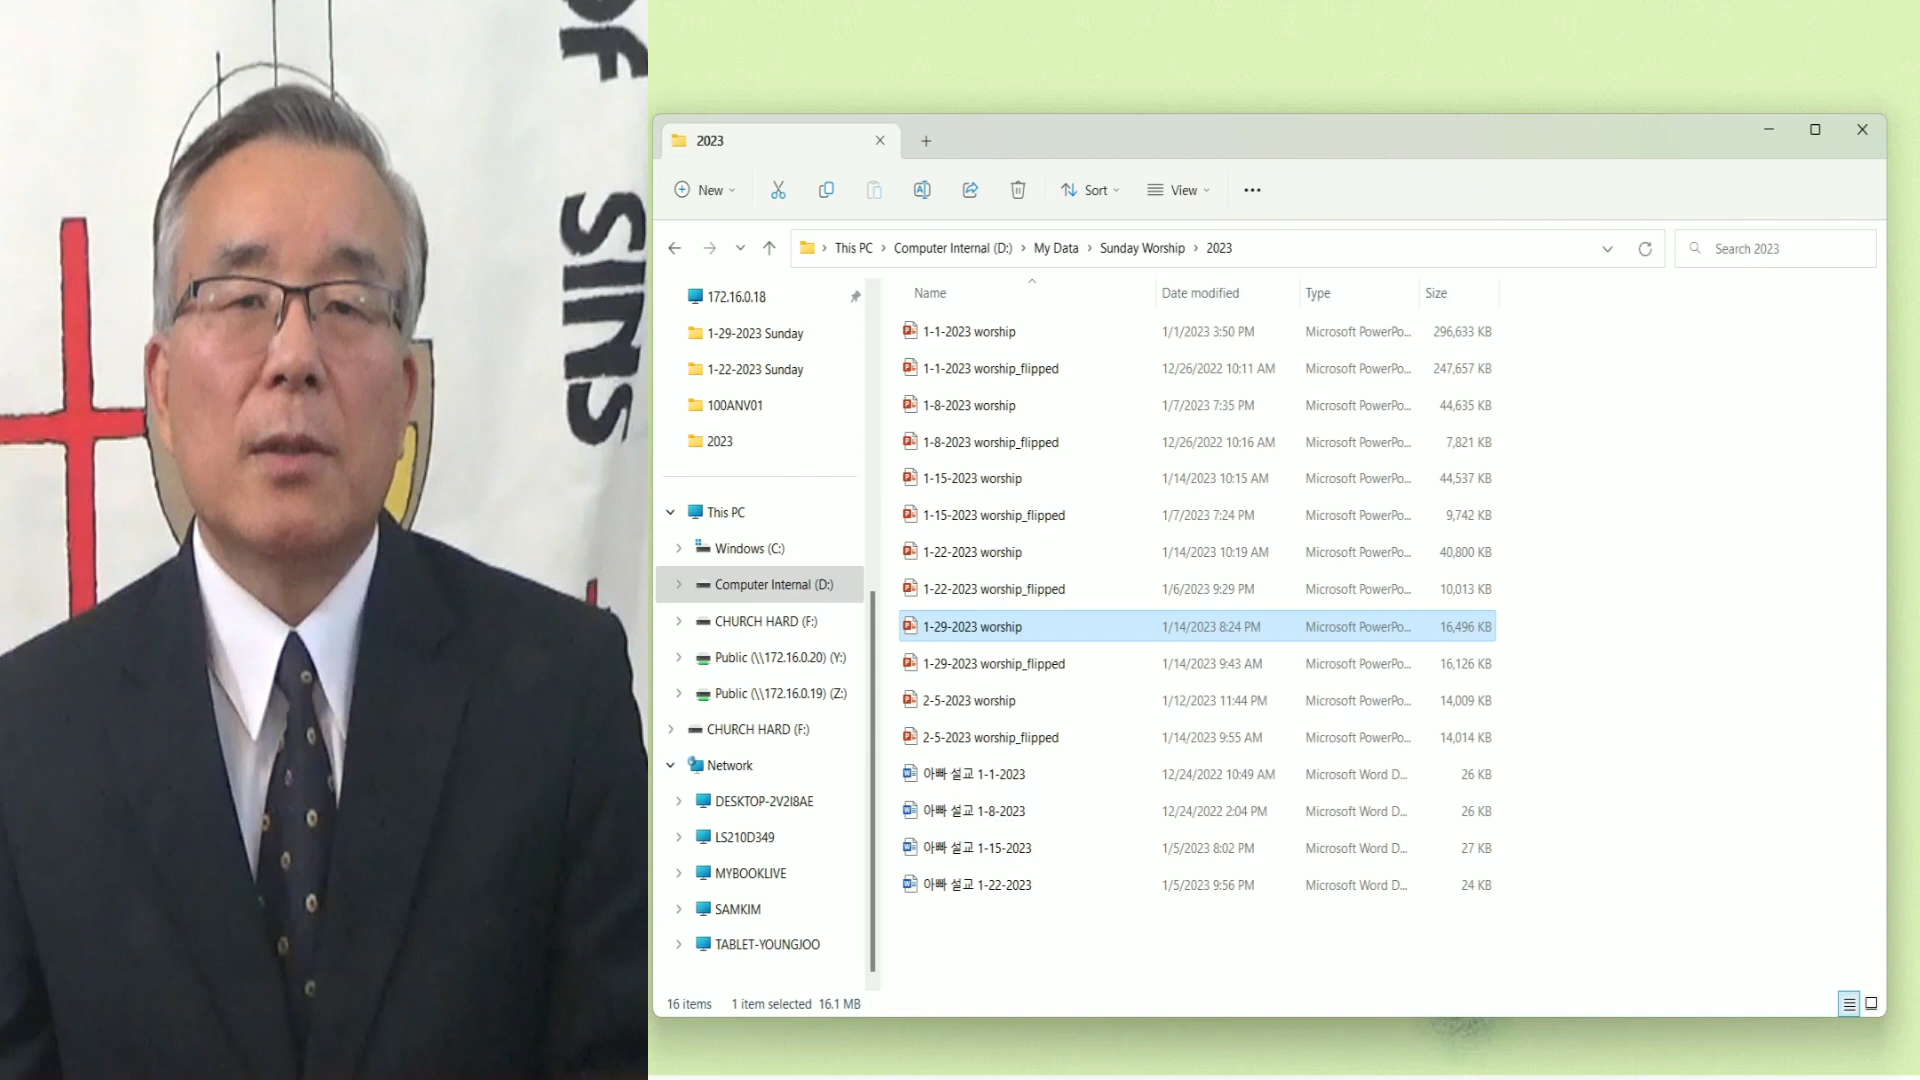 OF
SINS
2023
New
Sort
View
This PC > Computer Internal (D:) > My Data > Sunday Worship > 2023
Search 2023
172.16.0.18
1-29-2023 Sunday
1-22-2023 Sunday
100ANV01
2023
This PC
Windows (C:)
Computer Internal (D:)
CHURCH HARD (F:)
Public (\\172.16.0.20) (Y:)
Public (\\172.16.0.19) (Z:)
CHURCH HARD (F:)
Network
DESKTOP-2V2I8AE
LS210D349
MYBOOKLIVE
SAMKIM
TABLET-YOUNGJOO
Name Date modified Type Size
1-1-2023 worship 1/1/2023 3:50 PM Microsoft PowerPo... 296,633 KB
1-1-2023 worship_flipped 12/26/2022 10:11 AM Microsoft PowerPo... 247,657 KB
1-8-2023 worship 1/7/2023 7:35 PM Microsoft PowerPo... 44,635 KB
1-8-2023 worship_flipped 12/26/2022 10:16 AM Microsoft PowerPo... 7,821 KB
1-15-2023 worship 1/14/2023 10:15 AM Microsoft PowerPo... 44,537 KB
1-15-2023 worship_flipped 1/7/2023 7:24 PM Microsoft PowerPo... 9,742 KB
1-22-2023 worship 1/14/2023 10:19 AM Microsoft PowerPo... 40,800 KB
1-22-2023 worship_flipped 1/6/2023 9:29 PM Microsoft PowerPo... 10,013 KB
1-29-2023 worship 1/14/2023 8:24 PM Microsoft PowerPo... 16,496 KB
1-29-2023 worship_flipped 1/14/2023 9:43 AM Microsoft PowerPo... 16,126 KB
2-5-2023 worship 1/12/2023 11:44 PM Microsoft PowerPo... 14,009 KB
2-5-2023 worship_flipped 1/14/2023 9:55 AM Microsoft PowerPo... 14,014 KB
아빠 설교 1-1-2023 12/24/2022 10:49 AM Microsoft Word D... 26 KB
아빠 설교 1-8-2023 12/24/2022 2:04 PM Microsoft Word D... 26 KB
아빠 설교 1-15-2023 1/5/2023 8:02 PM Microsoft Word D... 27 KB
아빠 설교 1-22-2023 1/5/2023 9:56 PM Microsoft Word D... 24 KB
16 items 1 item selected 16.1 MB